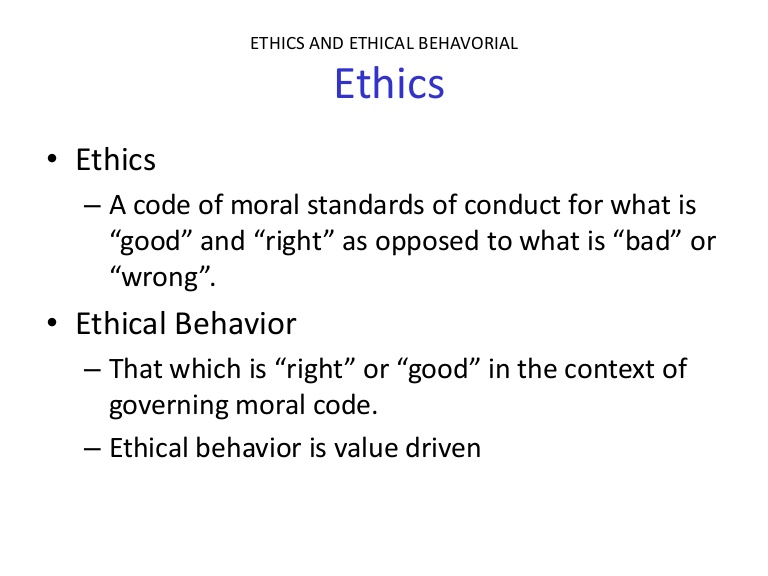 ETHICS AND ETHICAL BEHAVORIAL
Ethics
• Ethics
– A code of moral standards of conduct for what is
“good” and “right” as opposed to what is “bad” or
“wrong”.
• Ethical Behavior
– That which is “right” or “good” in the context of
governing moral code.
– Ethical behavior is value driven